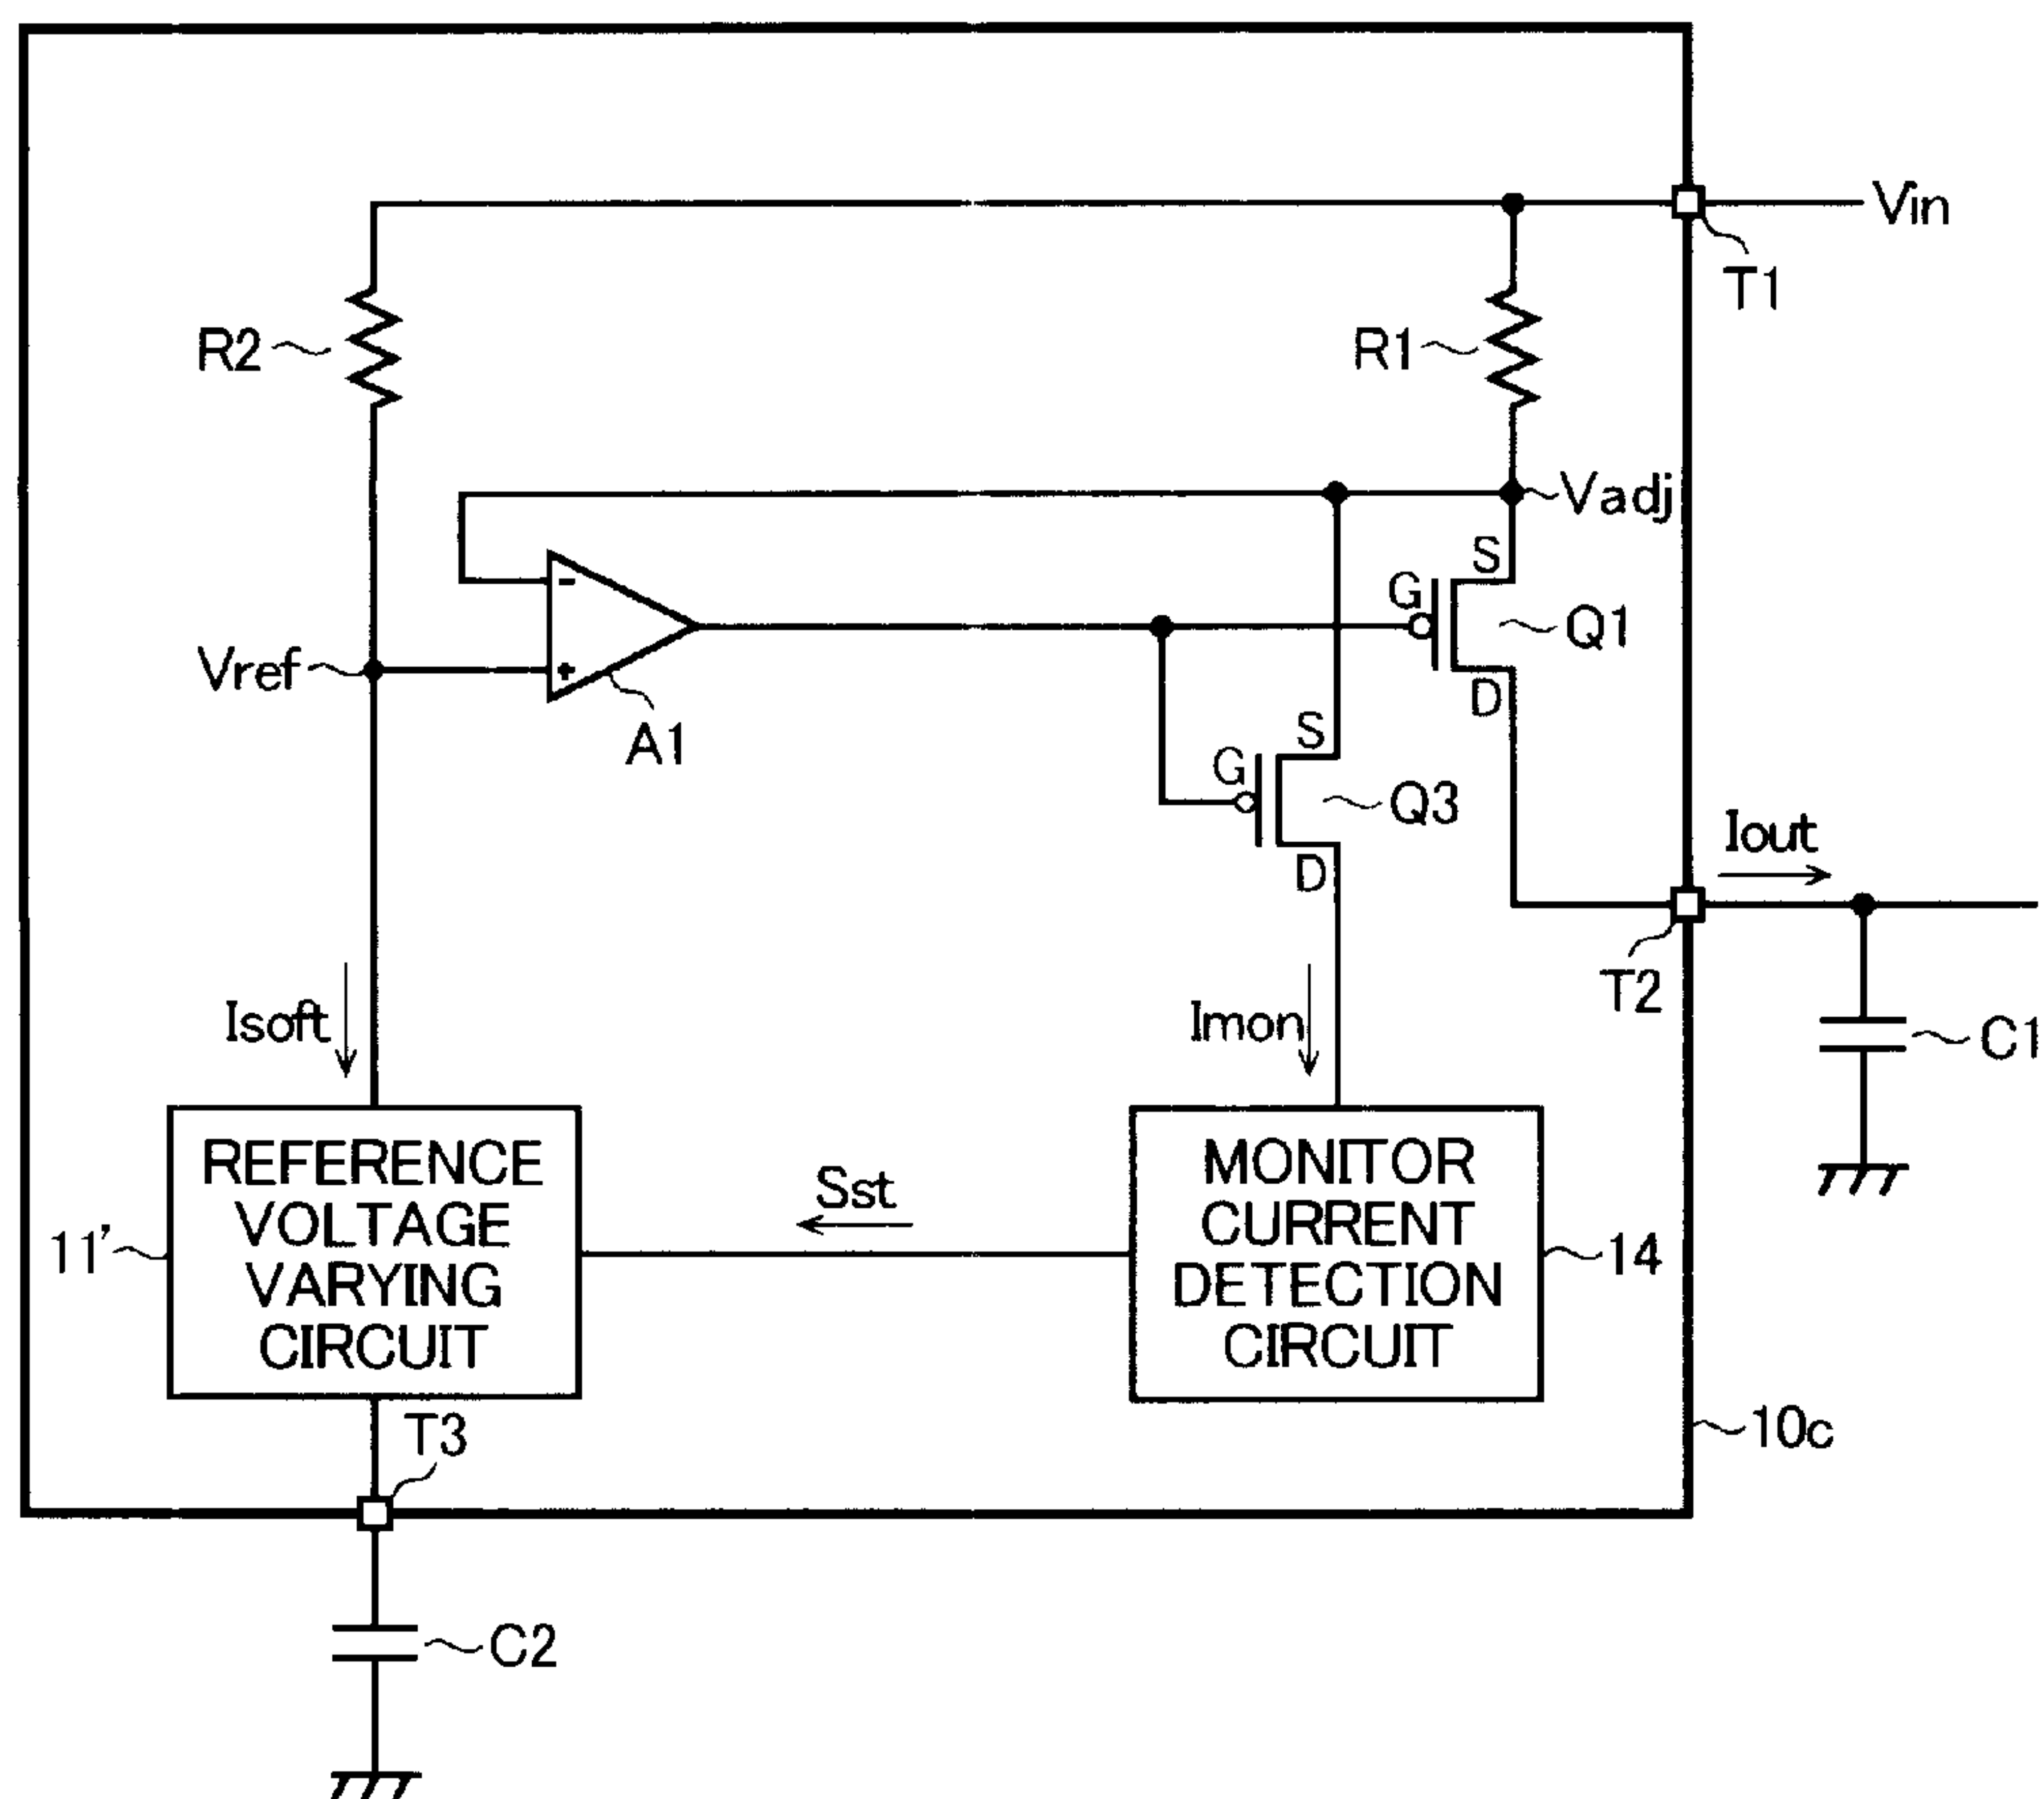 Vin
T1
R2
R1
Vadj
S
G
Q1
-
Vref
+
D
A1
S
G
Q3
Iout
D
T2
Isoft
Imon
C1
REFERENCE
VOLTAGE
VARYING
CIRCUIT
MONITOR
CURRENT
DETECTION
CIRCUIT
Sst
11'
14
T3
10c
C2